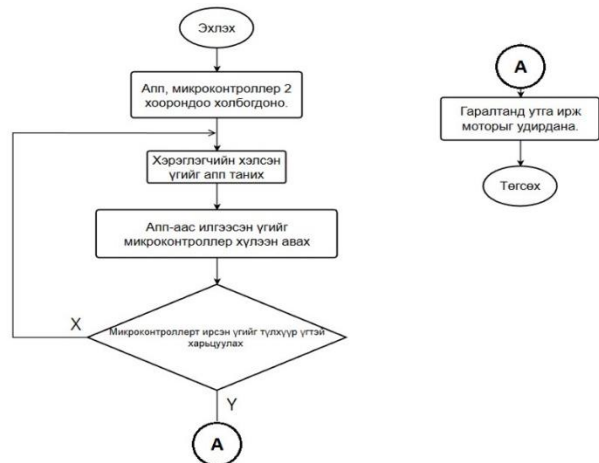 Эхлэх
Апп, микроконтроллер 2
хоорондоо холбогдоно.
Хэрэглэгчийн хэлсэн
үгийг апп таних
Апп-аас илгээсэн үгийг
микроконтроллер хүлээн авах
Микроконтроллерт ирсэн үгийг түлхүүр үгтэй
харьцуулах
X
Y
A
A
Гаралтанд утга ирж
моторыг удирдана.
Төгсөх